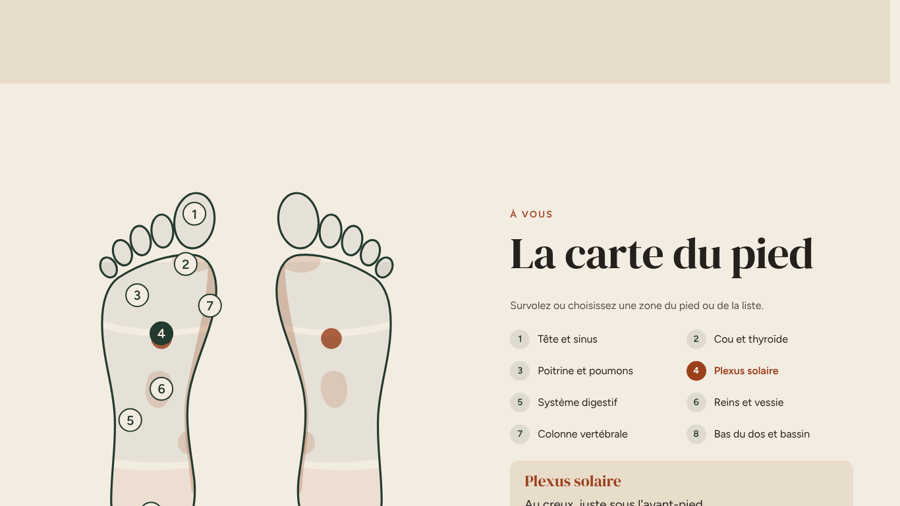 1
2
3
7
4
6
5
À VOUS
La carte du pied
Survolez ou choisissez une zone du pied ou de la liste.
1 Tête et sinus
2 Cou et thyroïde
3 Poitrine et poumons
4 Plexus solaire
5 Système digestif
6 Reins et vessie
7 Colonne vertébrale
8 Bas du dos et bassin
Plexus solaire
Au creux, juste sous l'avant-pied.